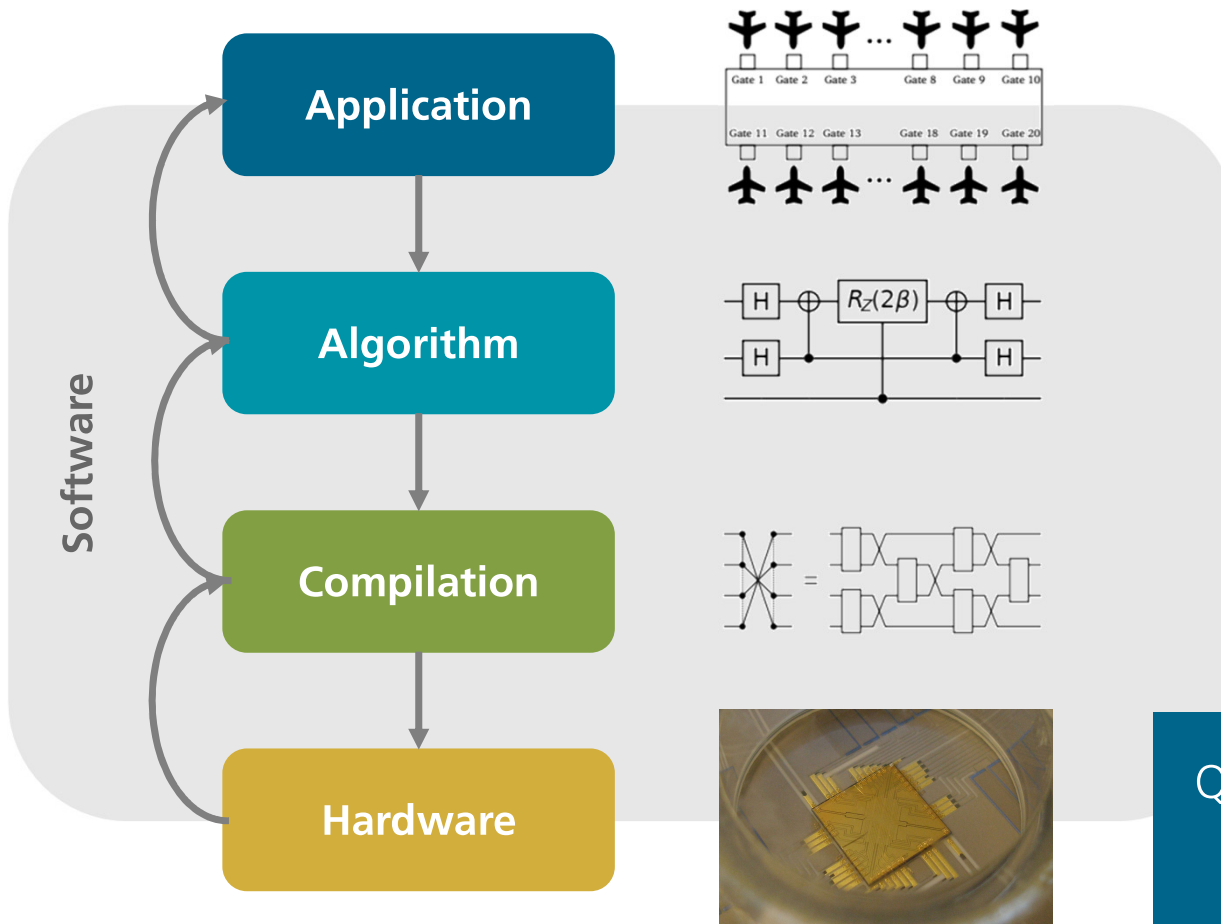 Application
Gate 1 Gate 2 Gate 3 ... Gate 8 Gate 9 Gate 10
Gate 11 Gate 12 Gate 13 ... Gate 18 Gate 19 Gate 20
Software
Algorithm
H R_Z(2β) H
H H
Compilation
=
Hardware
Q